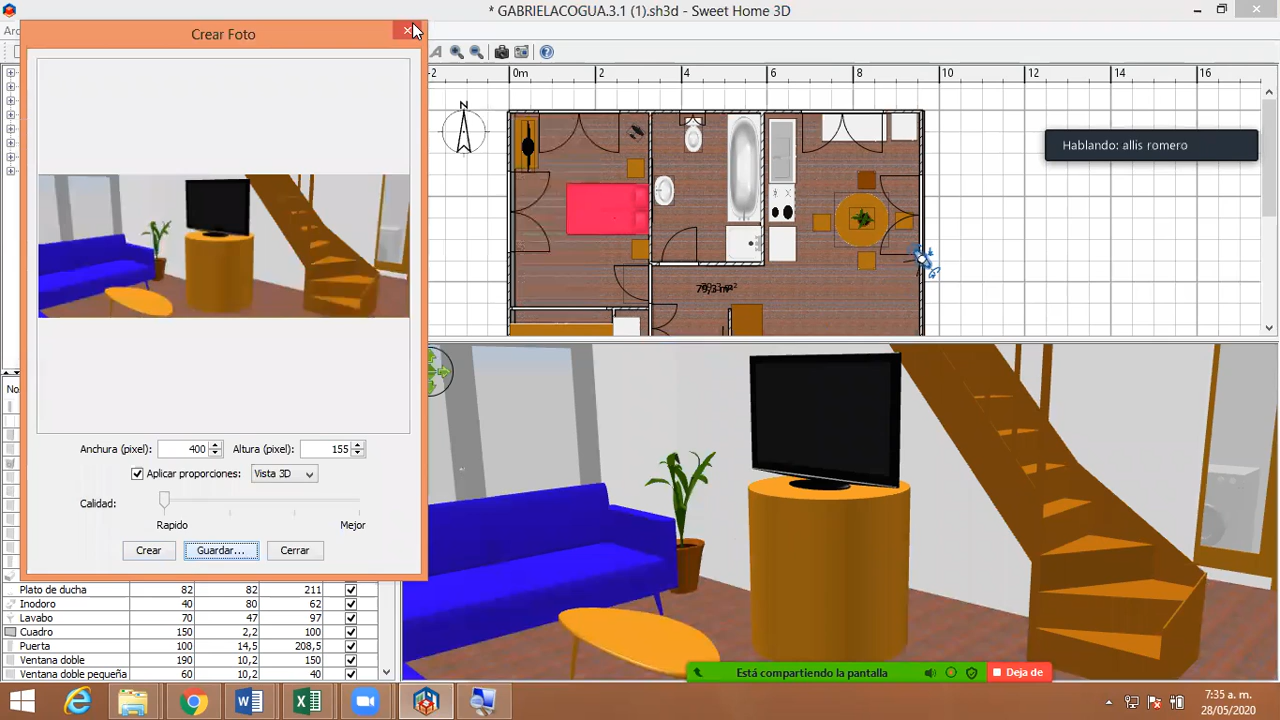 * GABRIELACOGUA.3.1 (1).sh3d - Sweet Home 3D
Crear Foto
-2 0m 2 4 6 8 10 12 14 16
N
Hablando: allis romero
Anchura (pixel): 400 Altura (pixel): 155
Aplicar proporciones: Vista 3D
Calidad:
Rapido Mejor
Crear Guardar... Cerrar
Plato de ducha 82 82 211
Inodoro 40 80 62
Lavabo 70 47 97
Cuadro 150 2,2 100
Puerta 100 14,5 208,5
Ventana doble 190 10,2 150
Ventana doble pequeña 60 10,2 40
Está compartiendo la pantalla Deja de
7:35 a. m.
28/05/2020